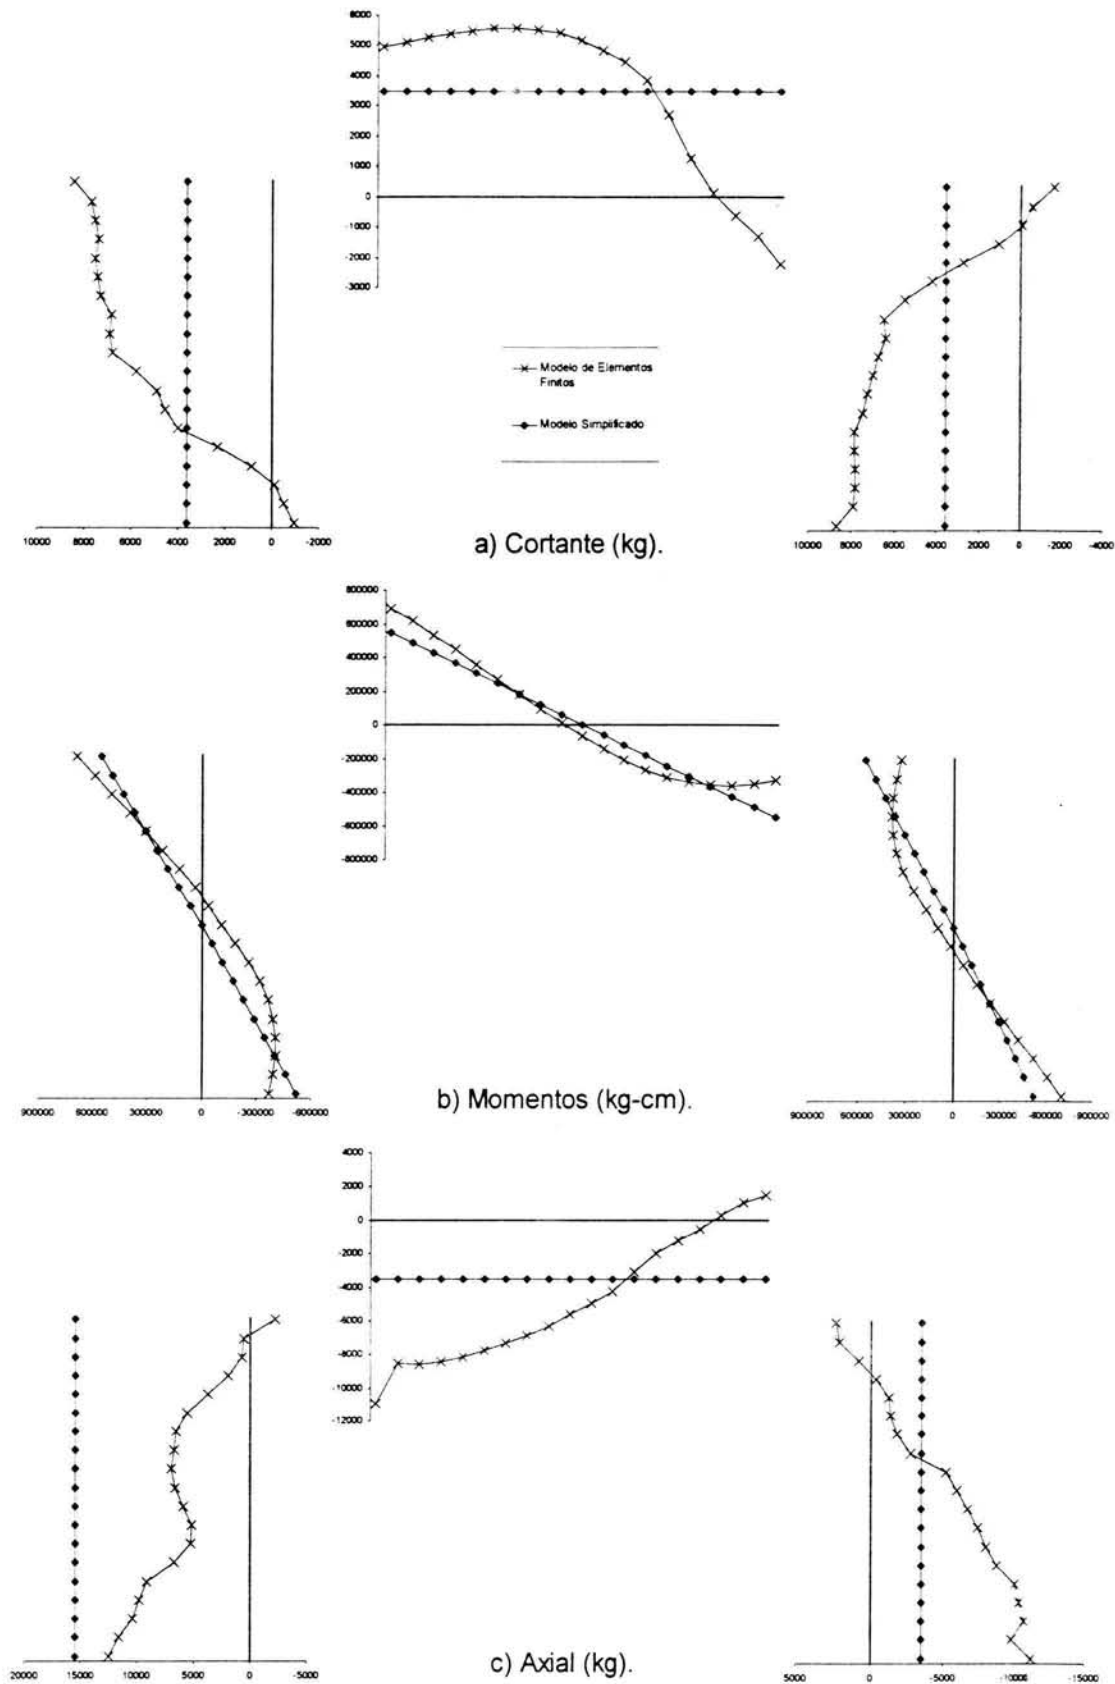 6000
5000
4000
3000
2000
1000
0
-1000
-2000
-3000
Modelo de Elementos
Finitos
Modelo Simplificado
10000 8000 6000 4000 2000 0 -2000
10000 8000 6000 4000 2000 0 -2000 -4000
a) Cortante (kg).
800000
600000
400000
200000
0
-200000
-400000
-600000
-800000
900000 600000 300000 0 -300000 -600000
900000 600000 300000 0 -300000 -600000 -900000
b) Momentos (kg-cm).
4000
2000
0
-2000
-4000
-6000
-8000
-10000
-12000
20000 15000 10000 5000 0 -5000
5000 0 -5000 -10000 -15000
c) Axial (kg).